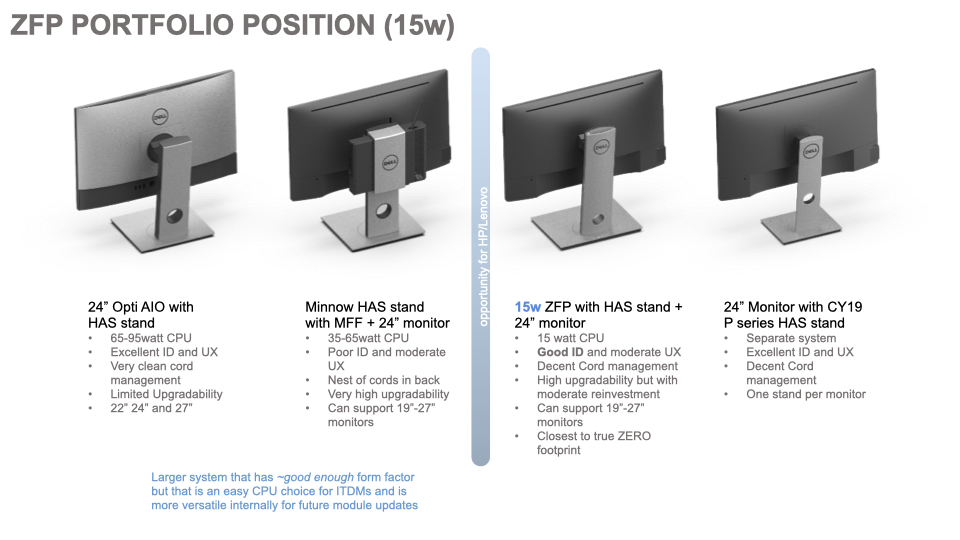 ZFP PORTFOLIO POSITION (15w)
DELL
DELL
DELL
DELL
opportunity for HP/Lenovo
24” Opti AIO with
HAS stand
• 65-95watt CPU
• Excellent ID and UX
• Very clean cord
management
• Limited Upgradability
• 22” 24” and 27”
Minnow HAS stand
with MFF + 24” monitor
• 35-65watt CPU
• Poor ID and moderate
UX
• Nest of cords in back
• Very high upgradability
• Can support 19”-27”
monitors
15w ZFP with HAS stand +
24” monitor
• 15 watt CPU
• Good ID and moderate UX
• Decent Cord management
• High upgradability but with
moderate reinvestment
• Can support 19”-27”
monitors
• Closest to true ZERO
footprint
24” Monitor with CY19
P series HAS stand
• Separate system
• Excellent ID and UX
• Decent Cord
management
• One stand per monitor
Larger system that has ~good enough form factor
but that is an easy CPU choice for ITDMs and is
more versatile internally for future module updates